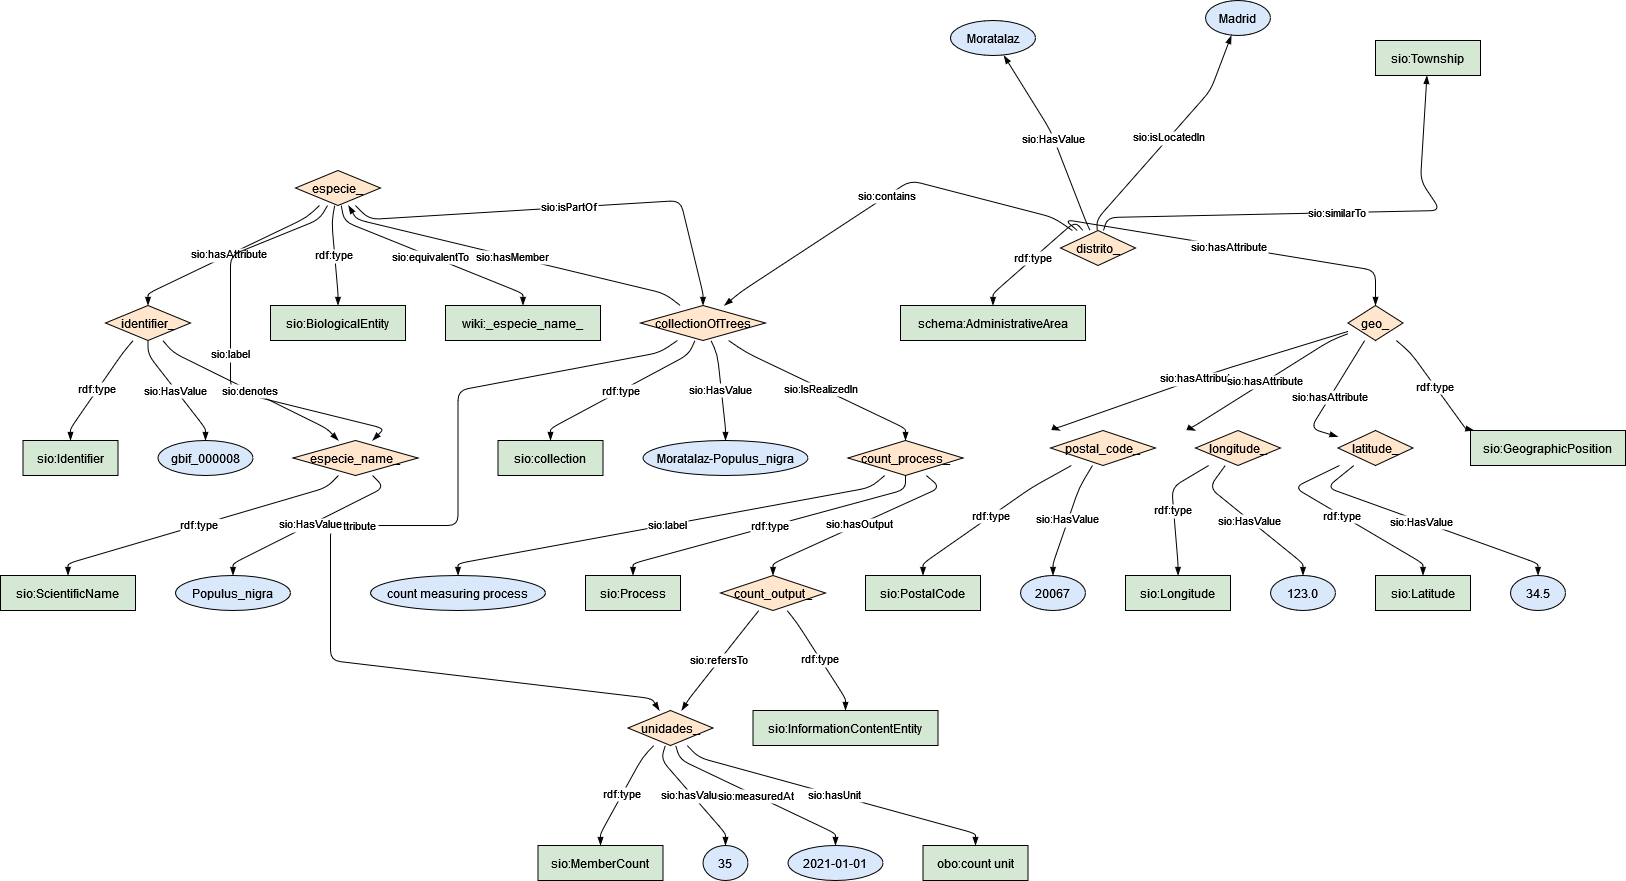 Madrid
Moratalaz
sio:Township
sio:HasValue
sio:isLocatedIn
especie_
sio:contains
sio:isPartOf
sio:similarTo
distrito_
sio:hasAttribute
rdf:type
sio:equivalentTo
sio:hasMember
rdf:type
sio:hasAttribute
identifier_
sio:BiologicalEntity
wiki:_especie_name_
collectionOfTrees
schema:AdministrativeArea
geo_
sio:label
rdf:type
sio:HasValue
sio:denotes
rdf:type
sio:HasValue
sio:IsRealizedIn
sio:hasAttribu
sio:hasAttribute
sio:hasAttribute
rdf:type
sio:Identifier
gbif_000008
especie_name_
sio:collection
Moratalaz-Populus_nigra
count_process_
postal_code_
longitude_
latitude_
sio:GeographicPosition
rdf:type
sio:HasValue
ttribute
sio:label
rdf:type
sio:hasOutput
rdf:type
sio:HasValue
rdf:type
sio:HasValue
rdf:type
sio:HasValue
sio:ScientificName
Populus_nigra
count measuring process
sio:Process
count_output_
sio:PostalCode
20067
sio:Longitude
123.0
sio:Latitude
34.5
sio:refersTo
rdf:type
unidades_
sio:InformationContentEntity
rdf:type
sio:hasValu
sio:measuredAt
sio:hasUnit
sio:MemberCount
35
2021-01-01
obo:count unit